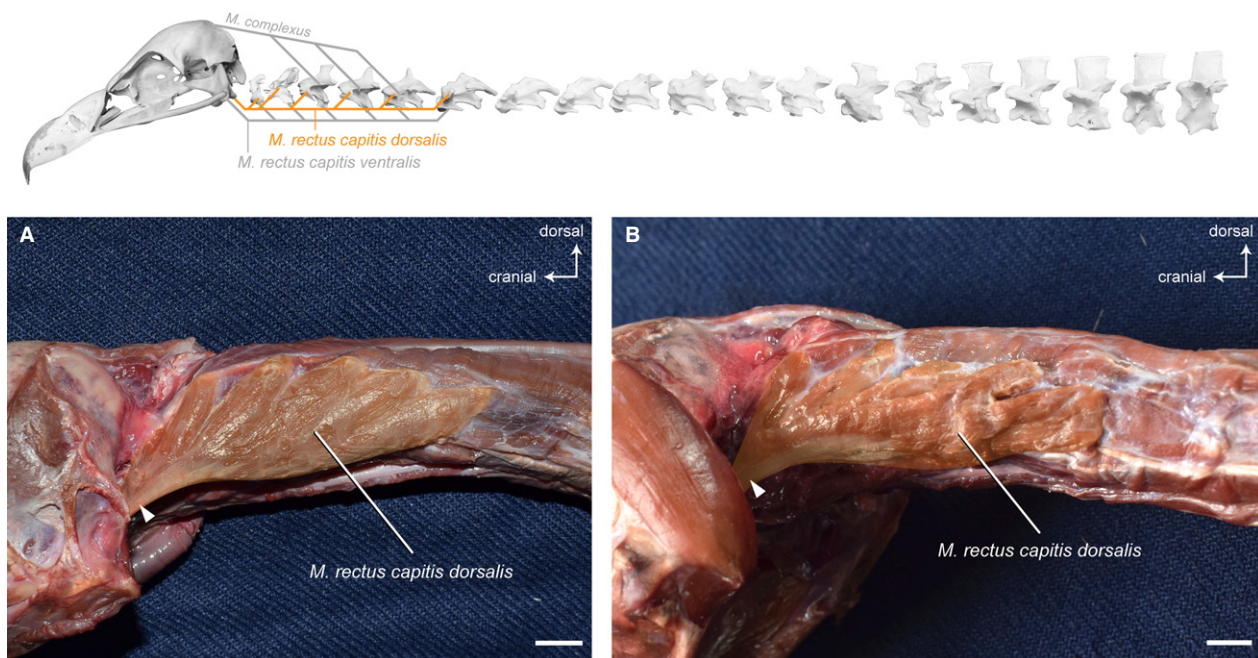 M. complexus
M. rectus capitis dorsalis
M. rectus capitis ventralis
A
dorsal
cranial
M. rectus capitis dorsalis
B
dorsal
cranial
M. rectus capitis dorsalis